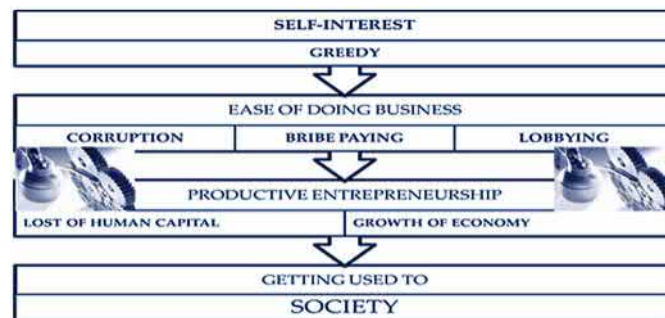 SELF-INTEREST
GREEDY
EASE OF DOING BUSINESS
CORRUPTION BRIBE PAYING LOBBYING
PRODUCTIVE ENTREPRENEURSHIP
LOST OF HUMAN CAPITAL GROWTH OF ECONOMY
GETTING USED TO
SOCIETY